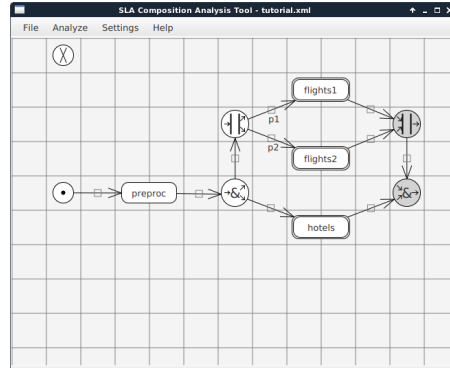 SLA Composition Analysis Tool - tutorial.xml
File Analyze Settings Help
flights1
p1
p2
flights2
preproc
&
&
hotels